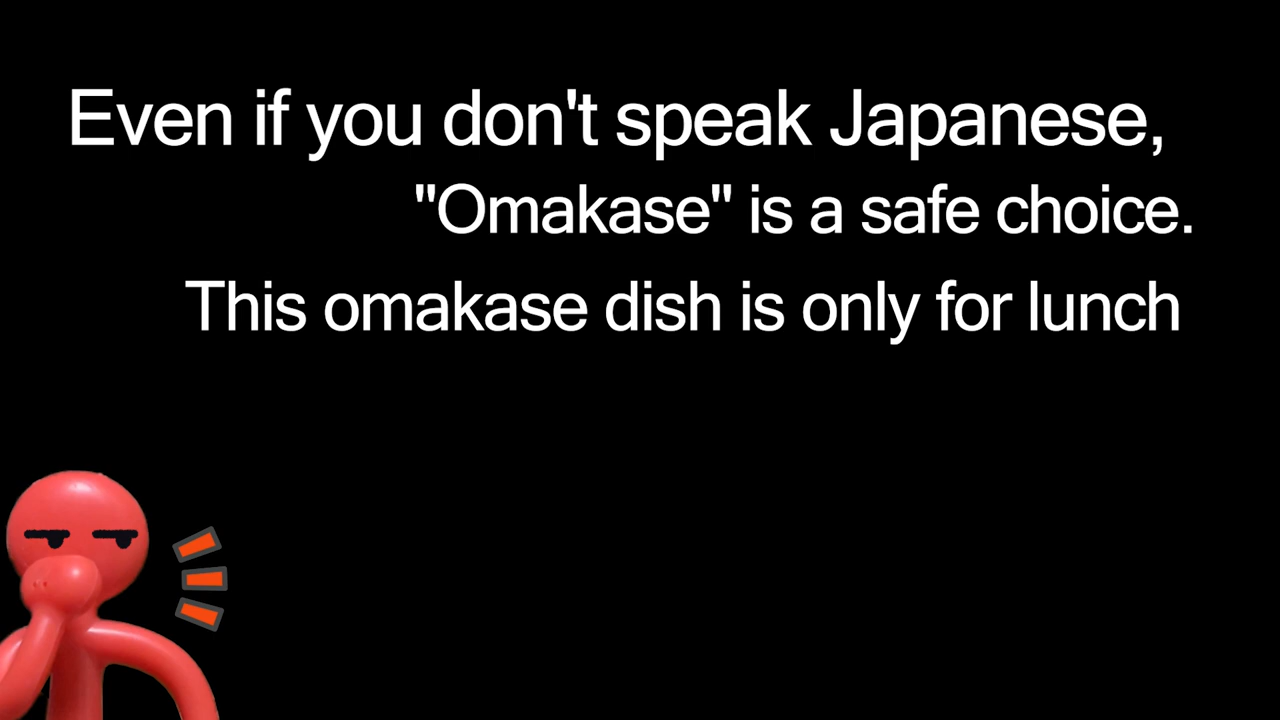 Even if you don't speak Japanese,
"Omakase" is a safe choice.
This omakase dish is only for lunch